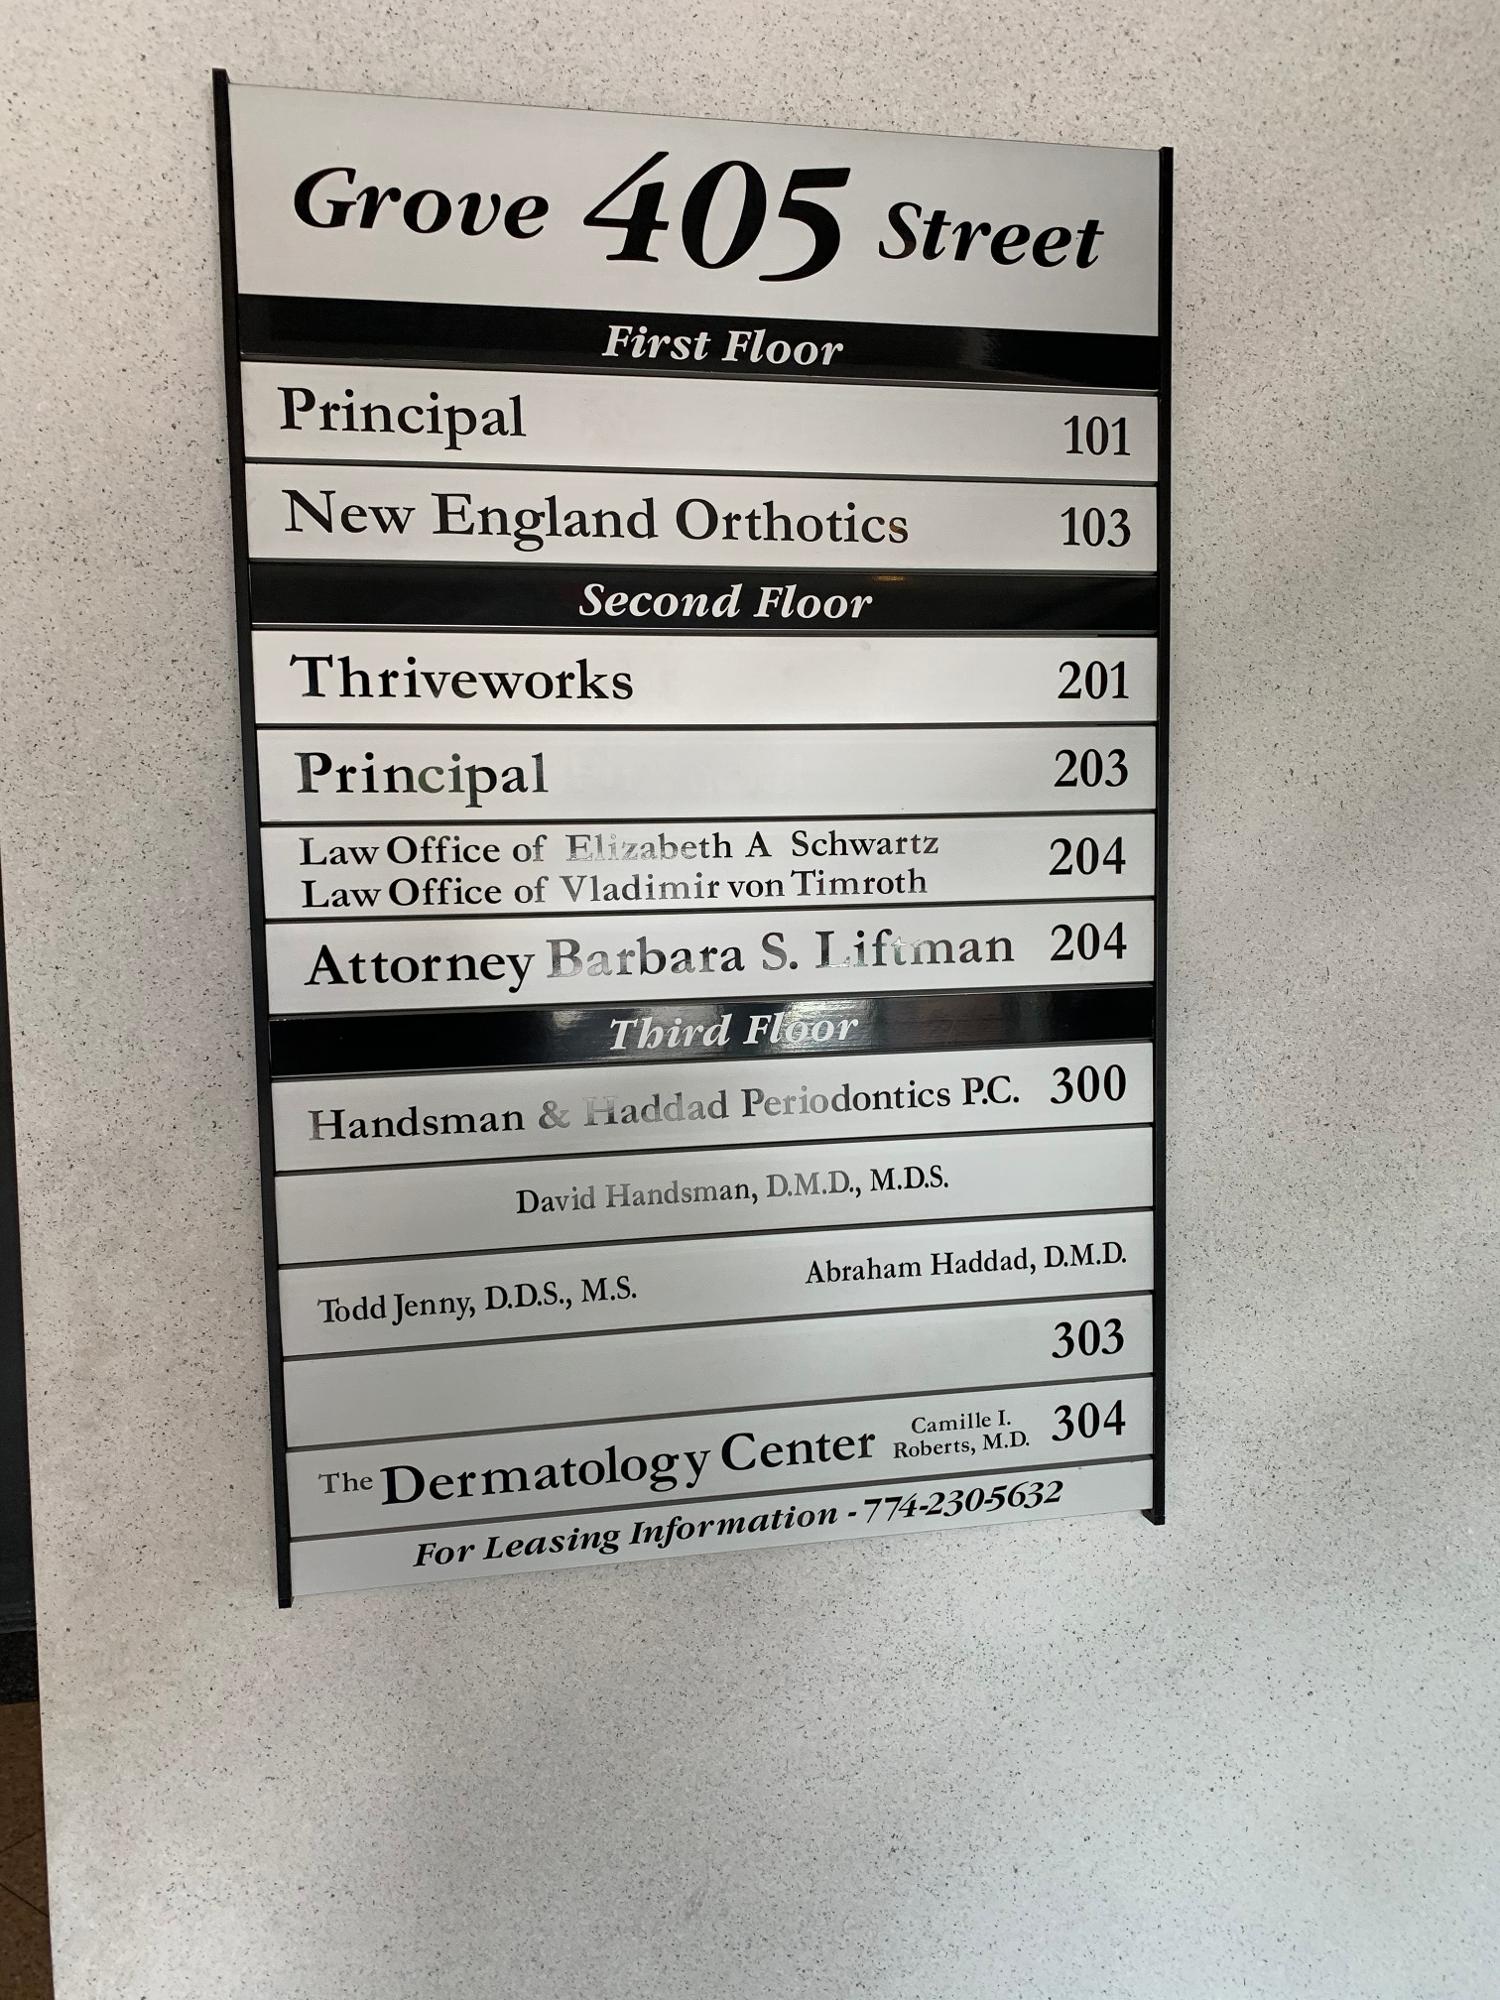 Grove 405 Street
First Floor
Principal 101
New England Orthotics 103
Second Floor
Thriveworks 201
Principal 203
Law Office of Elizabeth A Schwartz
Law Office of Vladimir von Timroth
204
Attorney Barbara S. Liftman 204
Third Floor
Handsman & Haddad Periodontics P.C. 300
David Handsman, D.M.D., M.D.S.
Todd Jenny, D.D.S., M.S. Abraham Haddad, D.M.D.
303
The Dermatology Center
Camille I.
Roberts, M.D.
304
For Leasing Information - 774-230-5632